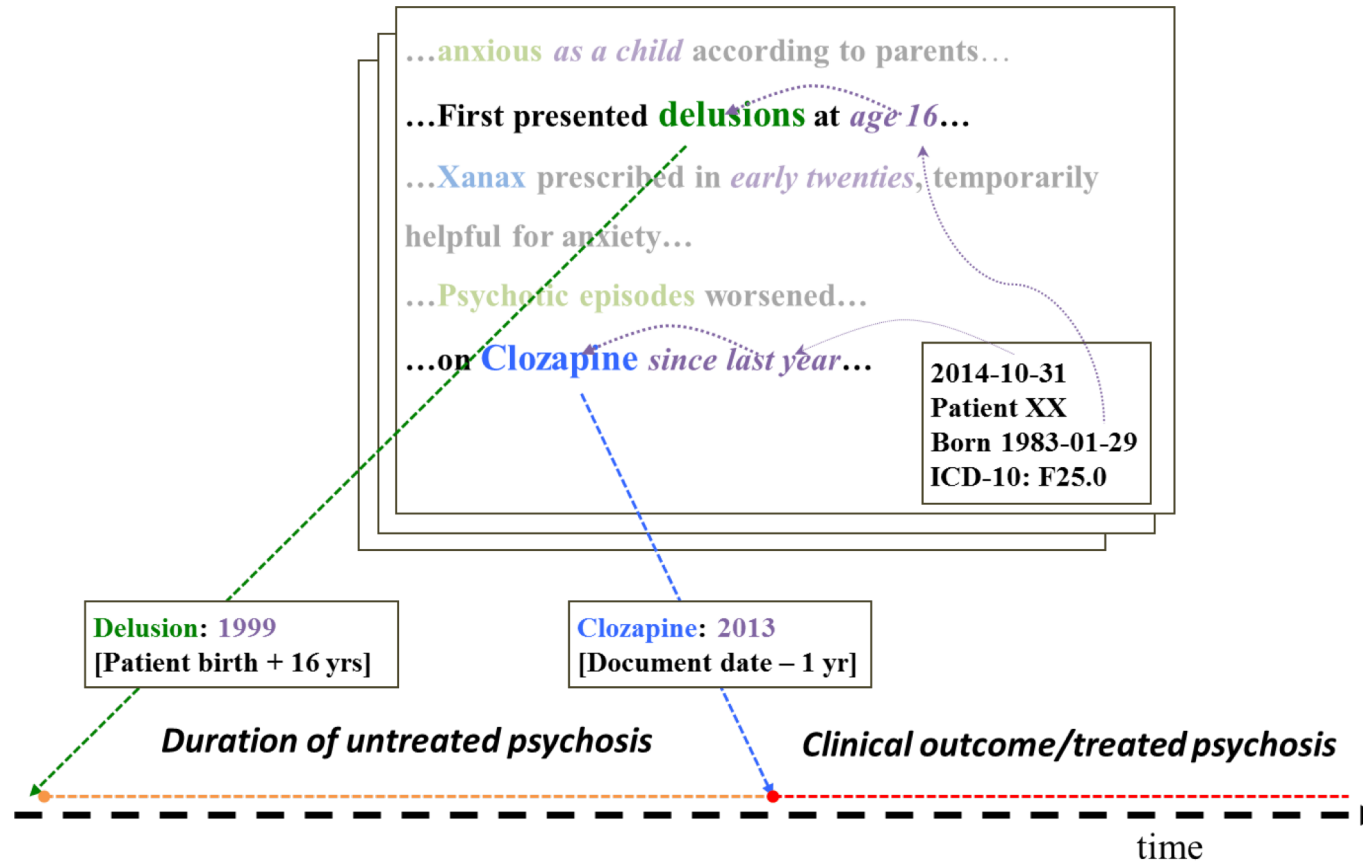 …anxious as a child according to parents…
…First presented delusions at age 16…
…Xanax prescribed in early twenties, temporarily
helpful for anxiety…
…Psychotic episodes worsened…
…on Clozapine since last year…
2014-10-31
Patient XX
Born 1983-01-29
ICD-10: F25.0
Delusion: 1999
[Patient birth + 16 yrs]
Clozapine: 2013
[Document date – 1 yr]
Duration of untreated psychosis
Clinical outcome/treated psychosis
time